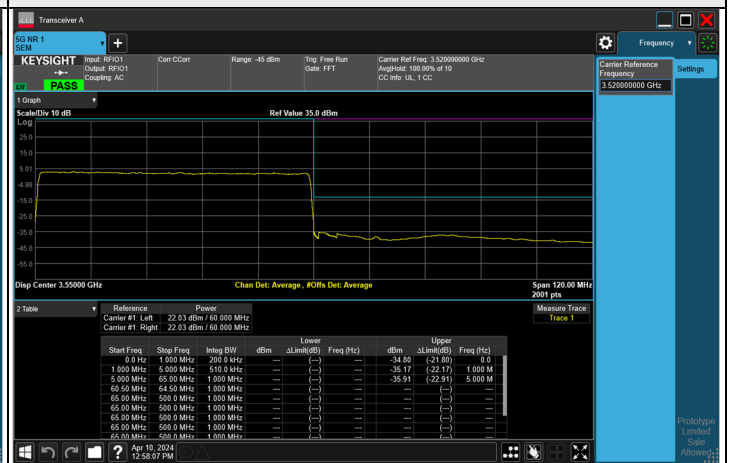 Transceiver A
5G NR 1
SEM
+
Frequency
KEYSIGHT
Input: RFIO1
Output: RFIO1
Coupling: AC
Corr CCorr
Range: -45 dBm
Trig: Free Run
Gate: FFT
Carrier Ref Freq: 3.520000000 GHz
Avg|Hold: 100.00% of 10
CC Info: UL, 1 CC
LXI
PASS
Carrier Reference
Frequency
3.520000000 GHz
Settings
1 Graph
Scale/Div 10 dB
Ref Value 35.0 dBm
Log
25.0
15.0
5.01
-4.99
-15.0
-25.0
-35.0
-45.0
-55.0
Disp Center 3.55000 GHz
Chan Det: Average, #Offs Det: Average
Span 120.00 MHz
2001 pts
2 Table
Reference Power
Carrier #1: Left 22.03 dBm / 60.000 MHz
Carrier #1: Right 22.03 dBm / 60.000 MHz
Measure Trace
Trace 1
Lower Upper
Start Freq Stop Freq Integ BW dBm ΔLimit(dB) Freq (Hz) dBm ΔLimit(dB) Freq (Hz)
0.0 Hz 1.000 MHz 200.0 kHz --- (---) --- -34.80 (-21.80) 0.0
1.000 MHz 5.000 MHz 510.0 kHz --- (---) --- -35.17 (-22.17) 1.000 M
5.000 MHz 65.00 MHz 1.000 MHz --- (---) --- -35.91 (-22.91) 5.000 M
60.50 MHz 64.50 MHz 1.000 MHz --- (---) --- --- (---) ---
65.00 MHz 500.0 MHz 1.000 MHz --- (---) --- --- (---) ---
65.00 MHz 500.0 MHz 1.000 MHz --- (---) --- --- (---) ---
65.00 MHz 500.0 MHz 1.000 MHz --- (---) --- --- (---) ---
65.00 MHz 500.0 MHz 1.000 MHz --- (---) --- --- (---) ---
Prototype
Limited
Sale
Allowed
?
Apr 10, 2024
12:58:07 PM